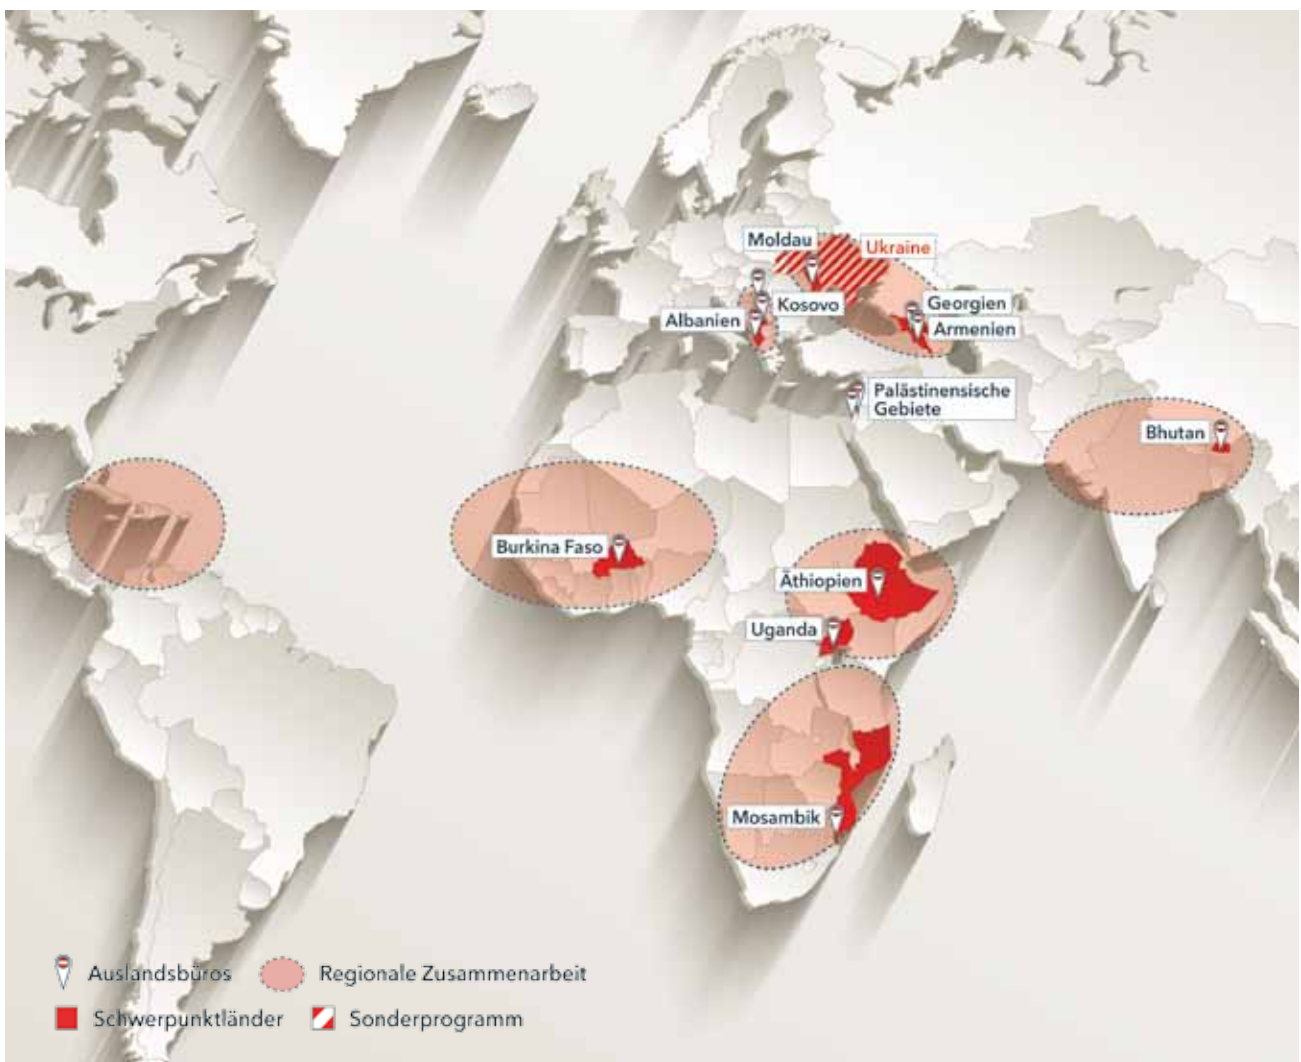 Moldau
Ukraine
Kosovo
Georgien
Albanien
Armenien
Palästinensische
Gebiete
Bhutan
Burkina Faso
Äthiopien
Uganda
Mosambik
Auslandsbüros
Regionale Zusammenarbeit
Schwerpunktländer
Sonderprogramm